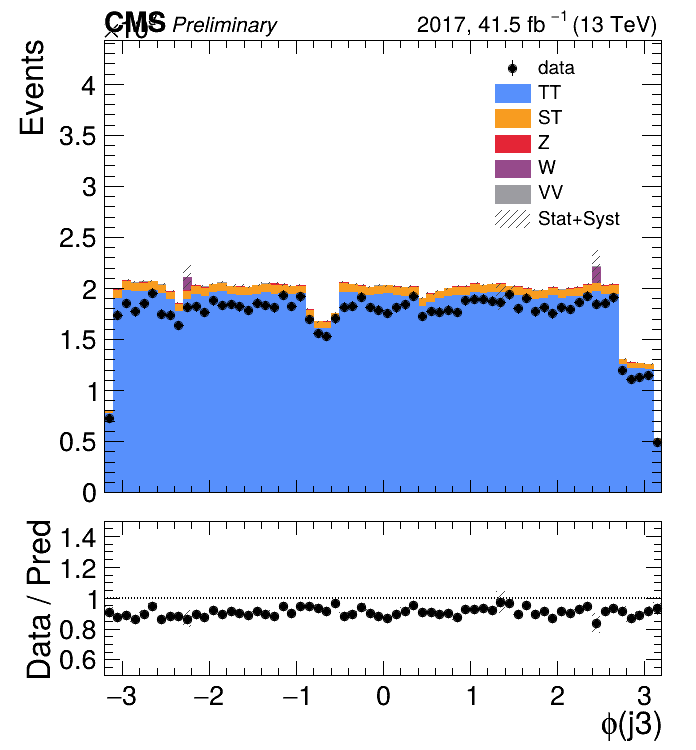 CMS Preliminary 2017, 41.5 fb⁻¹ (13 TeV)
Events
4
3.5
3
2.5
2
1.5
1
0.5
0
data
TT
ST
Z
W
VV
Stat+Syst
Data / Pred
1.4
1.2
1
0.8
0.6
−3 −2 −1 0 1 2 3
ϕ(j3)